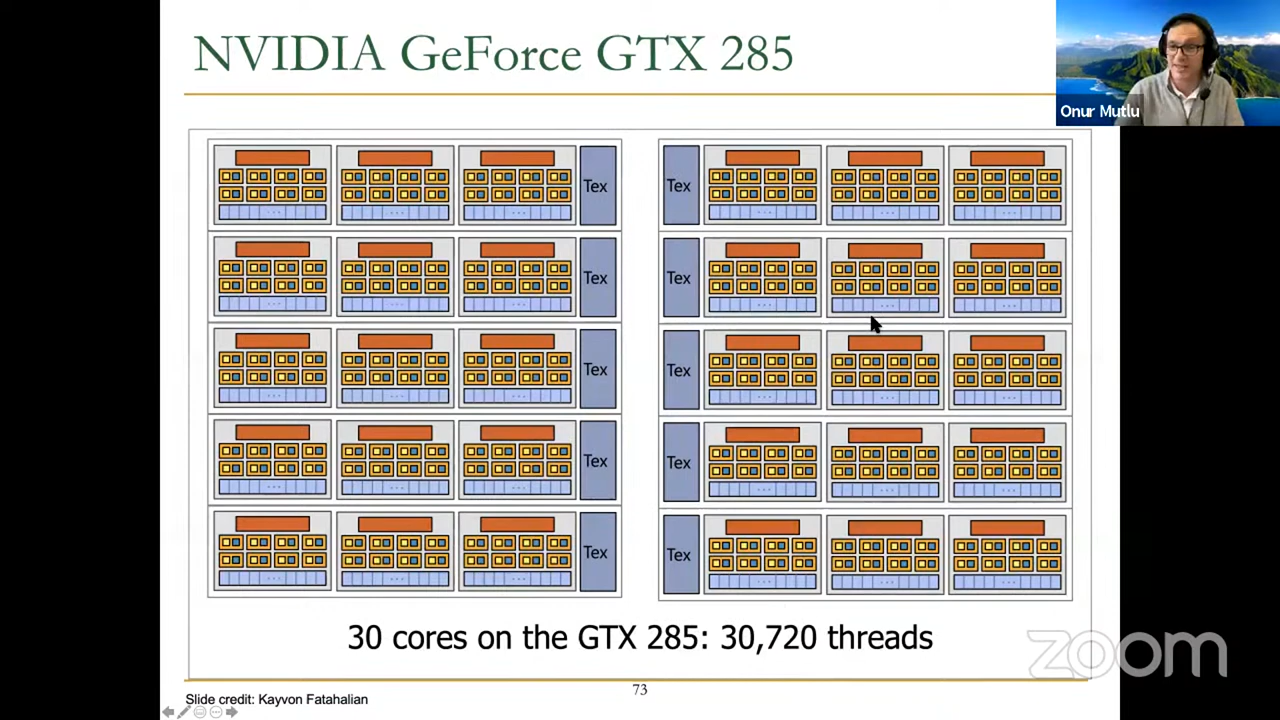 NVIDIA GeForce GTX 285
Onur Mutlu
Tex
Tex
Tex
Tex
Tex
Tex
Tex
Tex
Tex
Tex
30 cores on the GTX 285: 30,720 threads
zoom
73
Slide credit: Kayvon Fatahalian